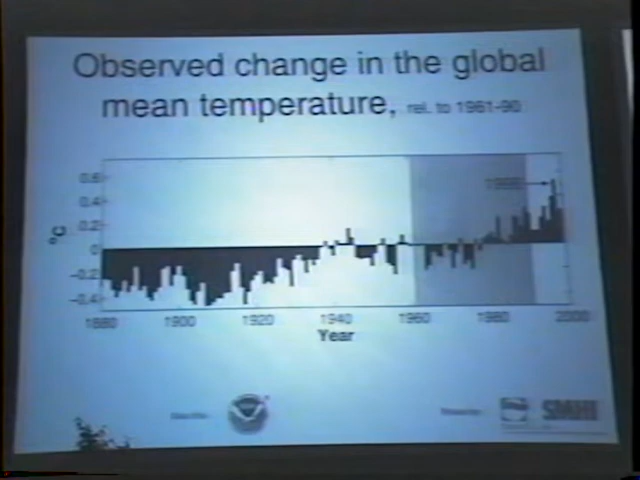 Observed change in the global
mean temperature, rel. to 1961-90
0.6
0.4
0.2
0
-0.2
-0.4
°C
1998
1880
1900
1920
1940
1960
1980
2000
Year
SMHI